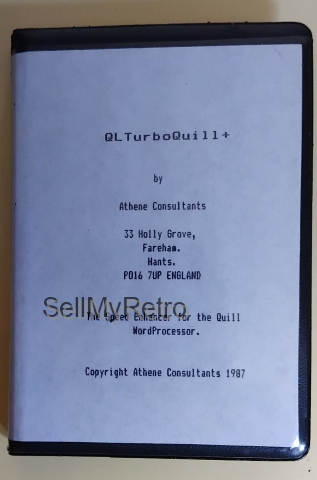 QLTurboQuill+
by
Athene Consultants
33 Holly Grove,
Fareham.
Hants.
PO16 7UP ENGLAND
SellMyRetro
The Speed Enhancer for the Quill
WordProcessor.
Copyright Athene Consultants 1987